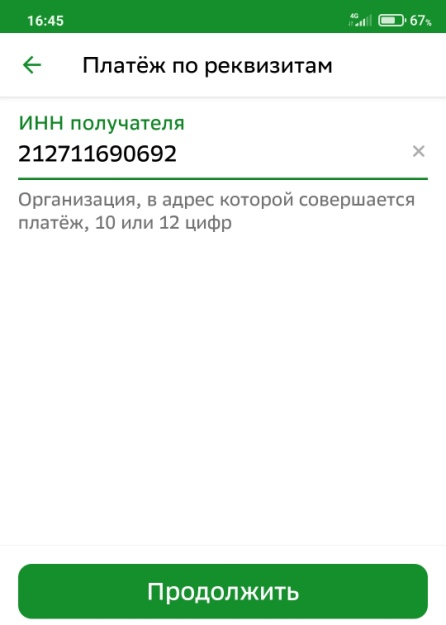 16:45
4G 67%
Платёж по реквизитам
ИНН получателя
212711690692
Организация, в адрес которой совершается
платёж, 10 или 12 цифр
Продолжить